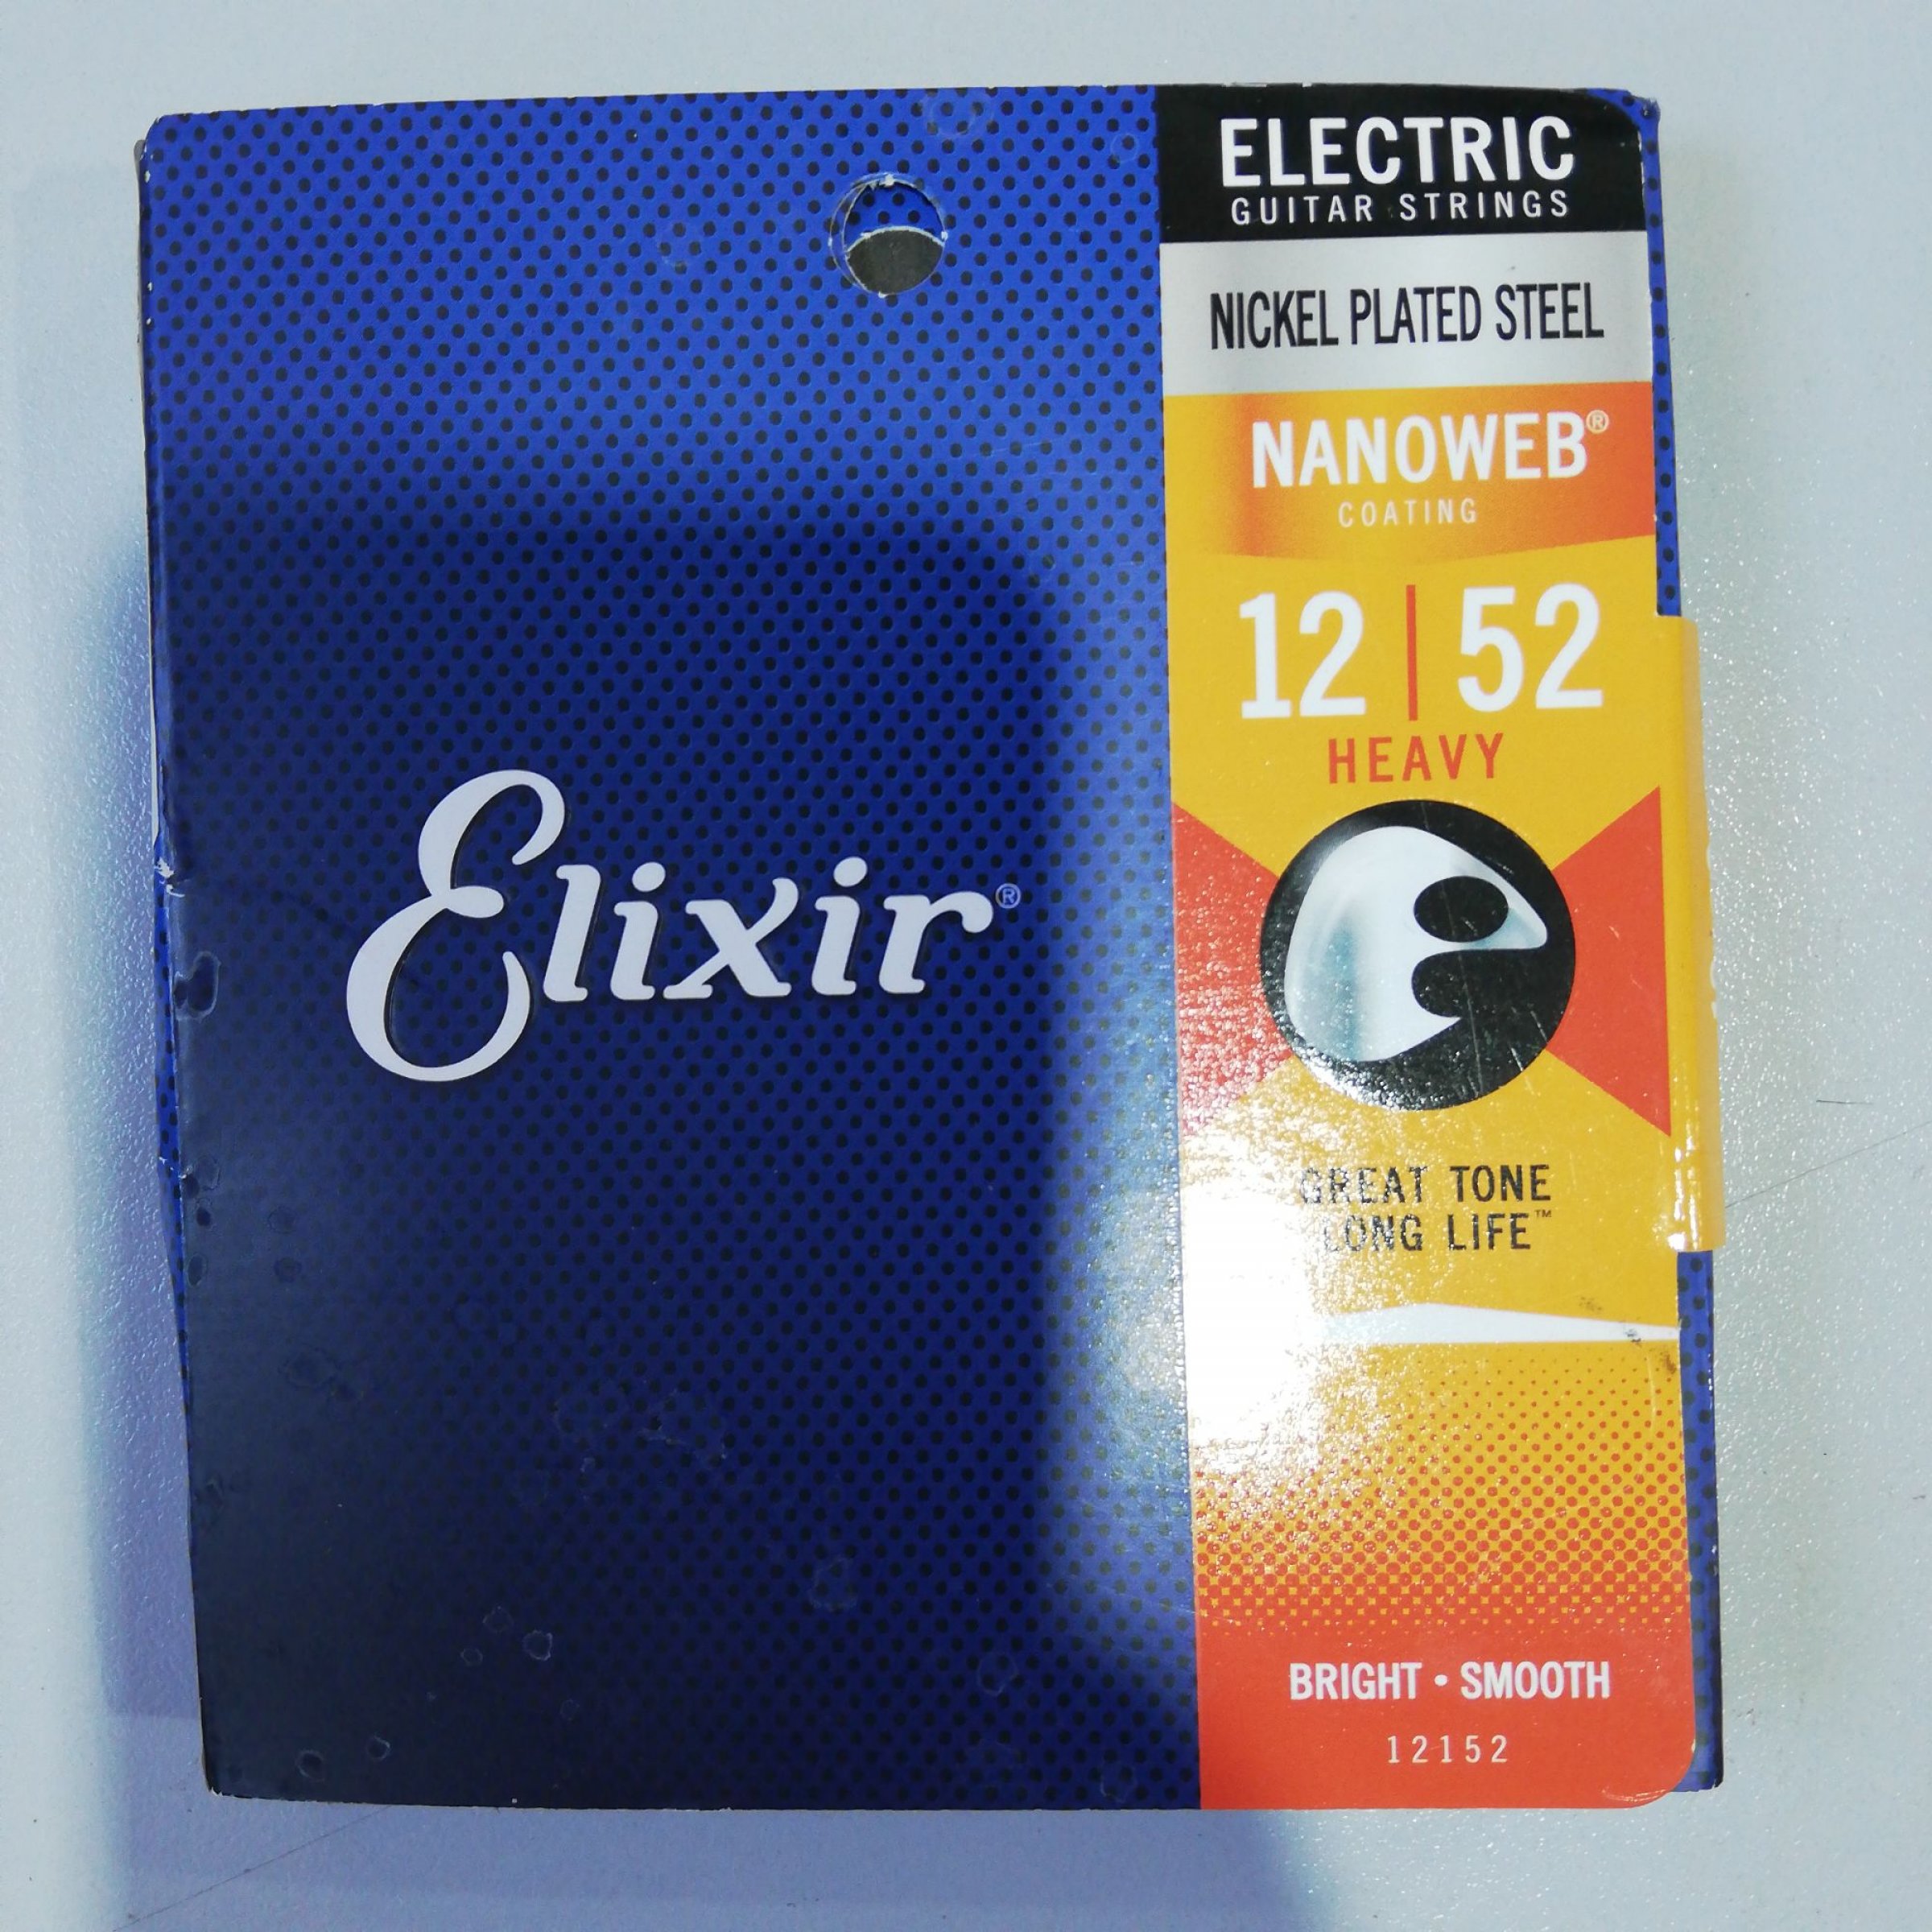 ELECTRIC
GUITAR STRINGS
NICKEL PLATED STEEL
NANOWEB®
COATING
12 | 52
HEAVY
Elixir®
GREAT TONE
LONG LIFE™
BRIGHT • SMOOTH
12152